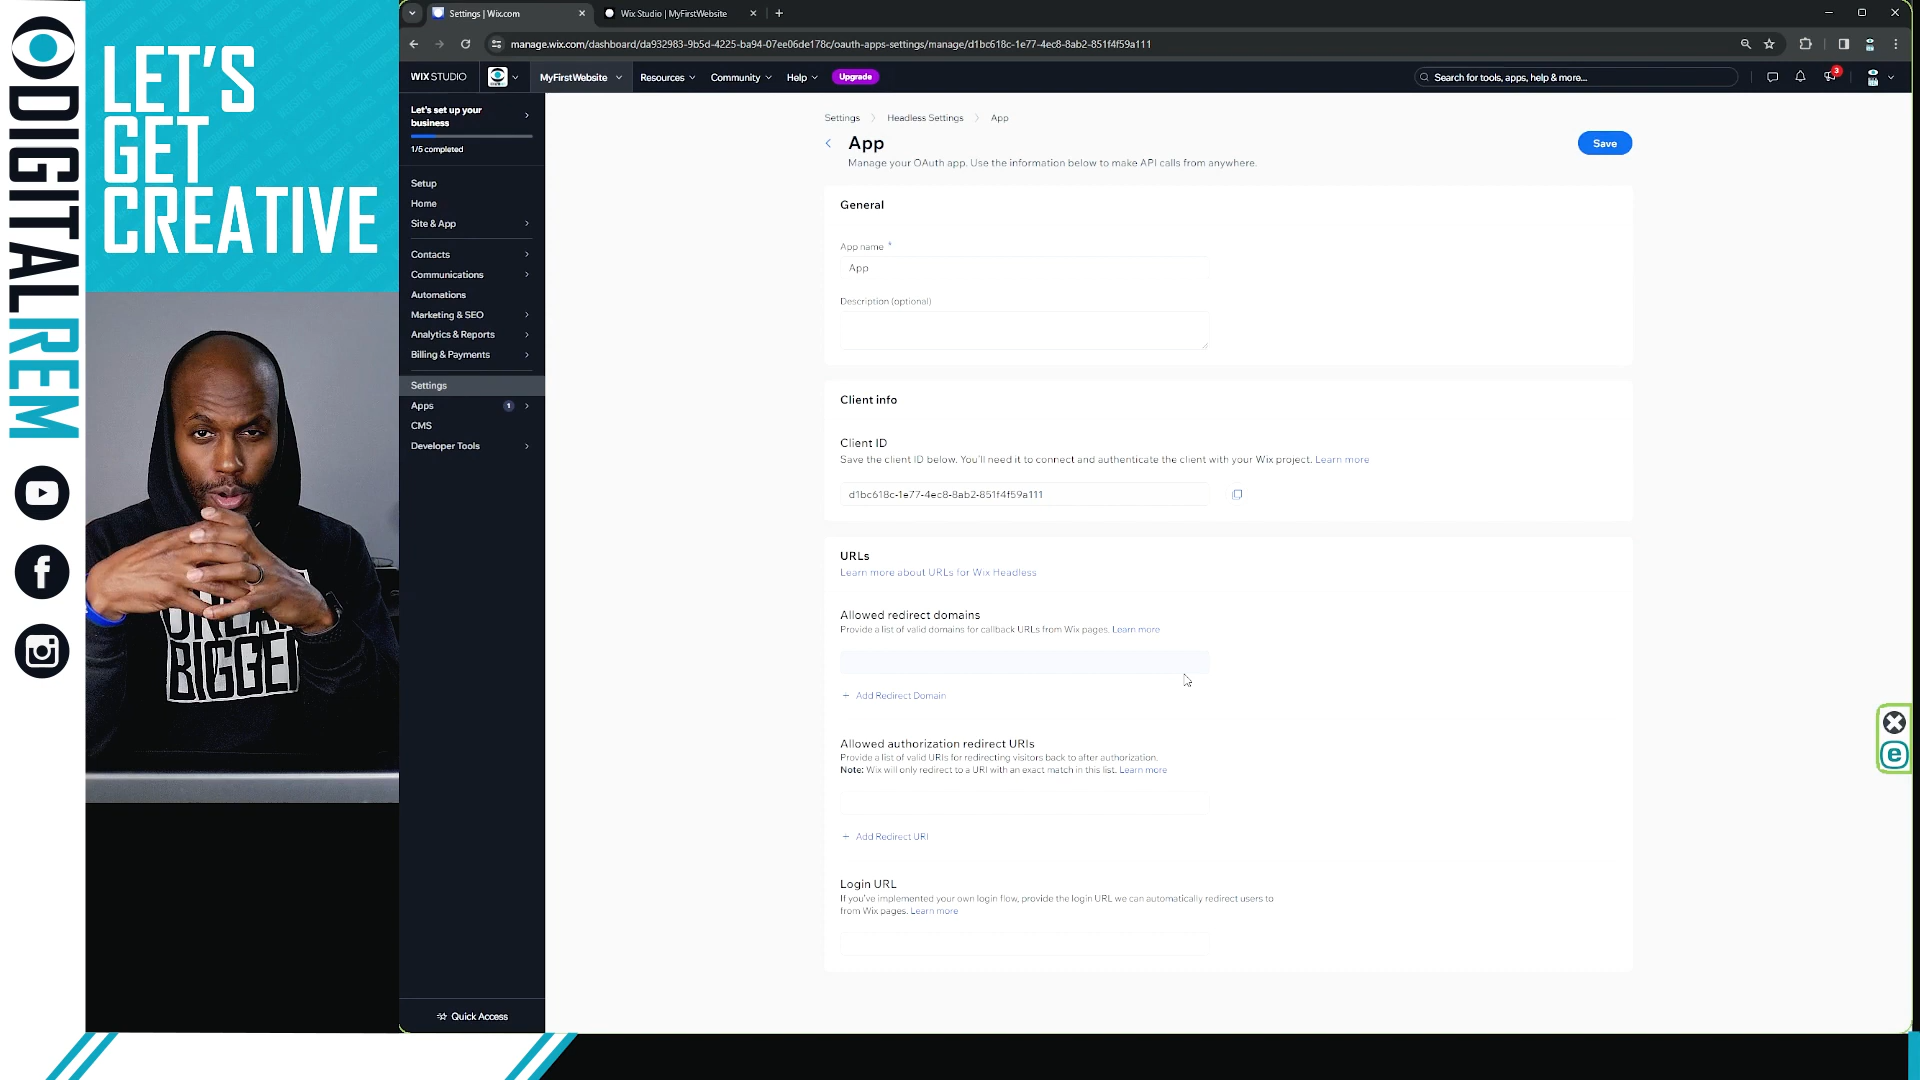 DIGITALREM
LET'S
GET
CREATIVE
BIGGE
Settings | Wix.com
Wix Studio | MyFirstWebsite
manage.wix.com/dashboard/da932983-9b5d-4225-ba94-07ee06de178c/oauth-apps-settings/manage/d1bc618c-1e77-4ec8-8ab2-851f4f59a111
WIX STUDIO
MyFirstWebsite
Resources
Community
Help
Upgrade
Search for tools, apps, help & more...
3
Let's set up your
business
1/5 completed
Setup
Home
Site & App
Contacts
Communications
Automations
Marketing & SEO
Analytics & Reports
Billing & Payments
Settings
Apps 1
CMS
Developer Tools
Quick Access
Settings > Headless Settings > App
App
Save
Manage your OAuth app. Use the information below to make API calls from anywhere.
General
App name *
App
Description (optional)
Client info
Client ID
Save the client ID below. You'll need it to connect and authenticate the client with your Wix project. Learn more
d1bc618c-1e77-4ec8-8ab2-851f4f59a111
URLs
Learn more about URLs for Wix Headless
Allowed redirect domains
Provide a list of valid domains for callback URLs from Wix pages. Learn more
+ Add Redirect Domain
Allowed authorization redirect URIs
Provide a list of valid URIs for redirecting visitors back to after authorization.
Note: Wix will only redirect to a URI with an exact match in this list. Learn more
+ Add Redirect URI
Login URL
If you've implemented your own login flow, provide the login URL we can automatically redirect users to
from Wix pages. Learn more